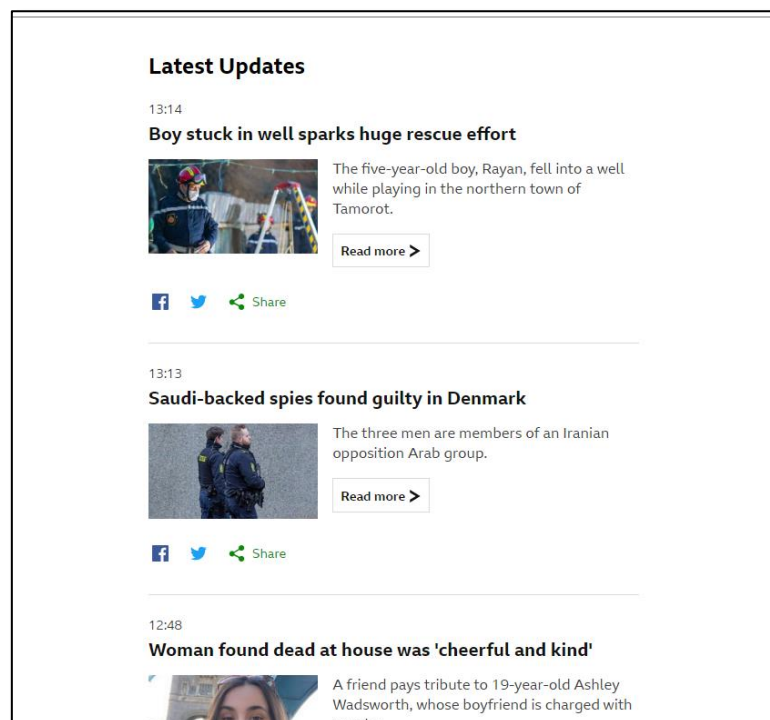 Latest Updates
13:14
Boy stuck in well sparks huge rescue effort
The five-year-old boy, Rayan, fell into a well
while playing in the northern town of
Tamorot.
Read more
Share
13:13
Saudi-backed spies found guilty in Denmark
The three men are members of an Iranian
opposition Arab group.
Read more
Share
12:48
Woman found dead at house was 'cheerful and kind'
A friend pays tribute to 19-year-old Ashley
Wadsworth, whose boyfriend is charged with